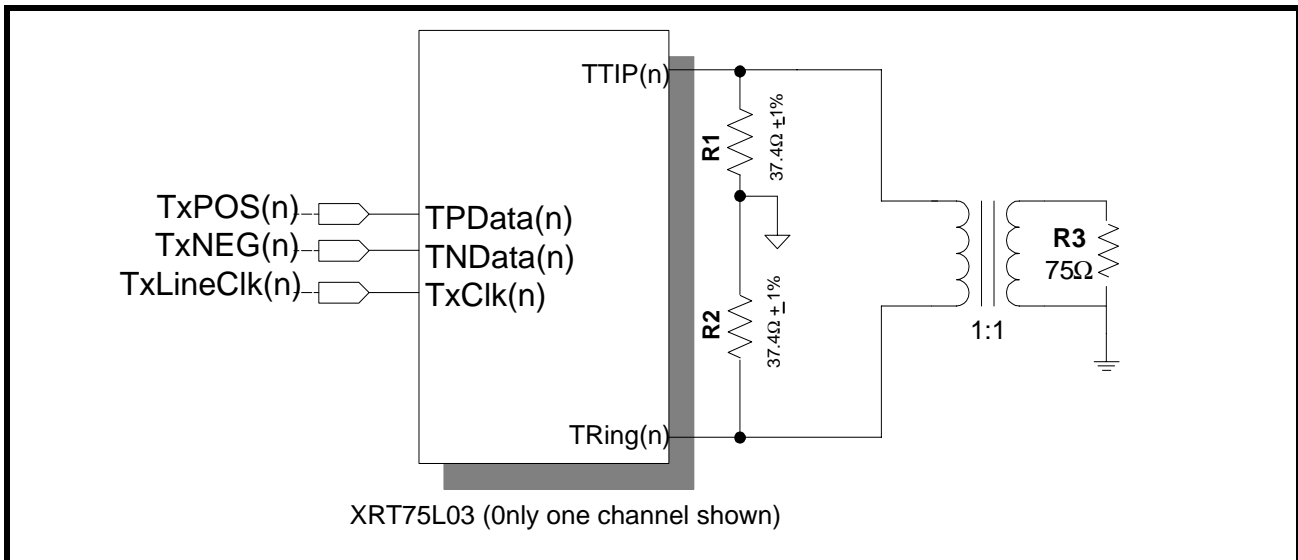 TTIP(n)
R1
37.4Ω ±1%
TxPOS(n)
TPData(n)
TxNEG(n)
TNData(n)
TxLineClk(n)
TxClk(n)
R3
75Ω
1:1
R2
37.4Ω ±1%
TRing(n)
XRT75L03 (0nly one channel shown)